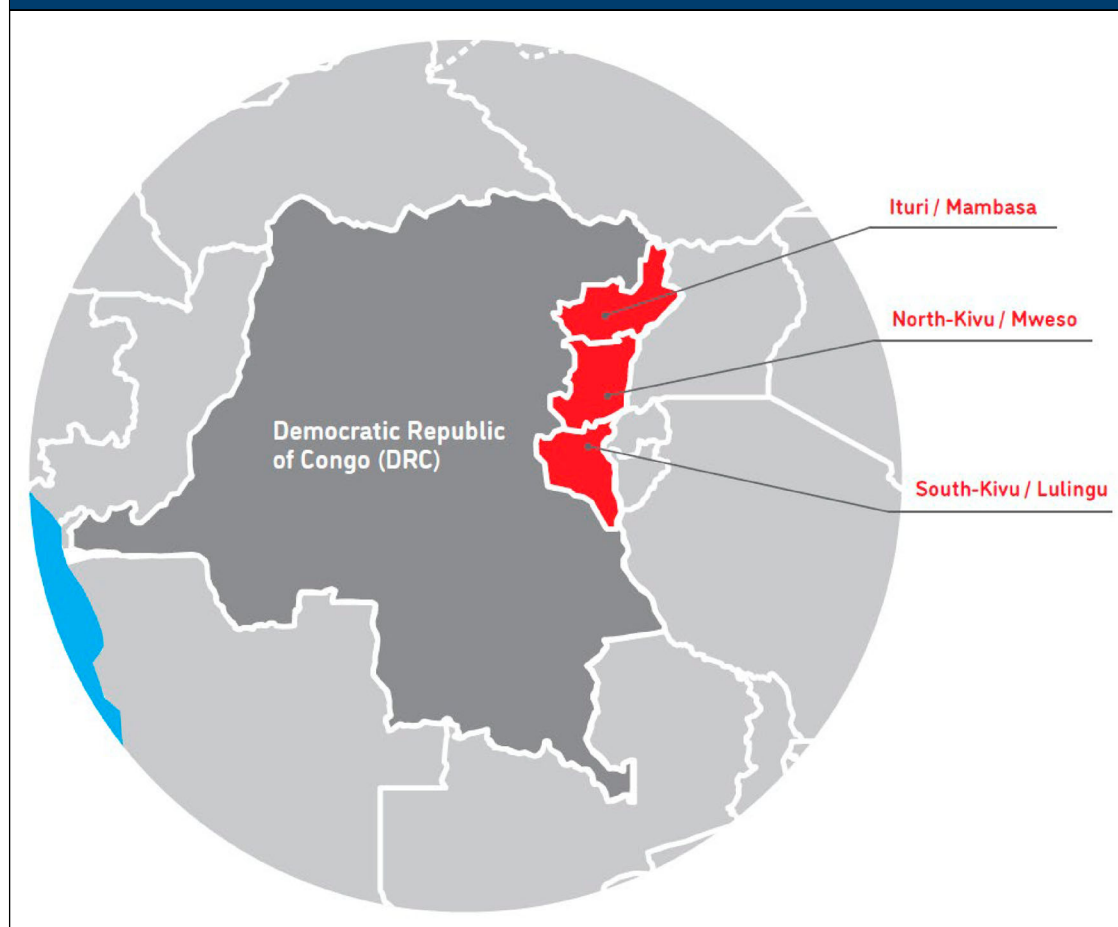 Ituri / Mambasa
North-Kivu / Mweso
Democratic Republic
of Congo (DRC)
South-Kivu / Lulingu